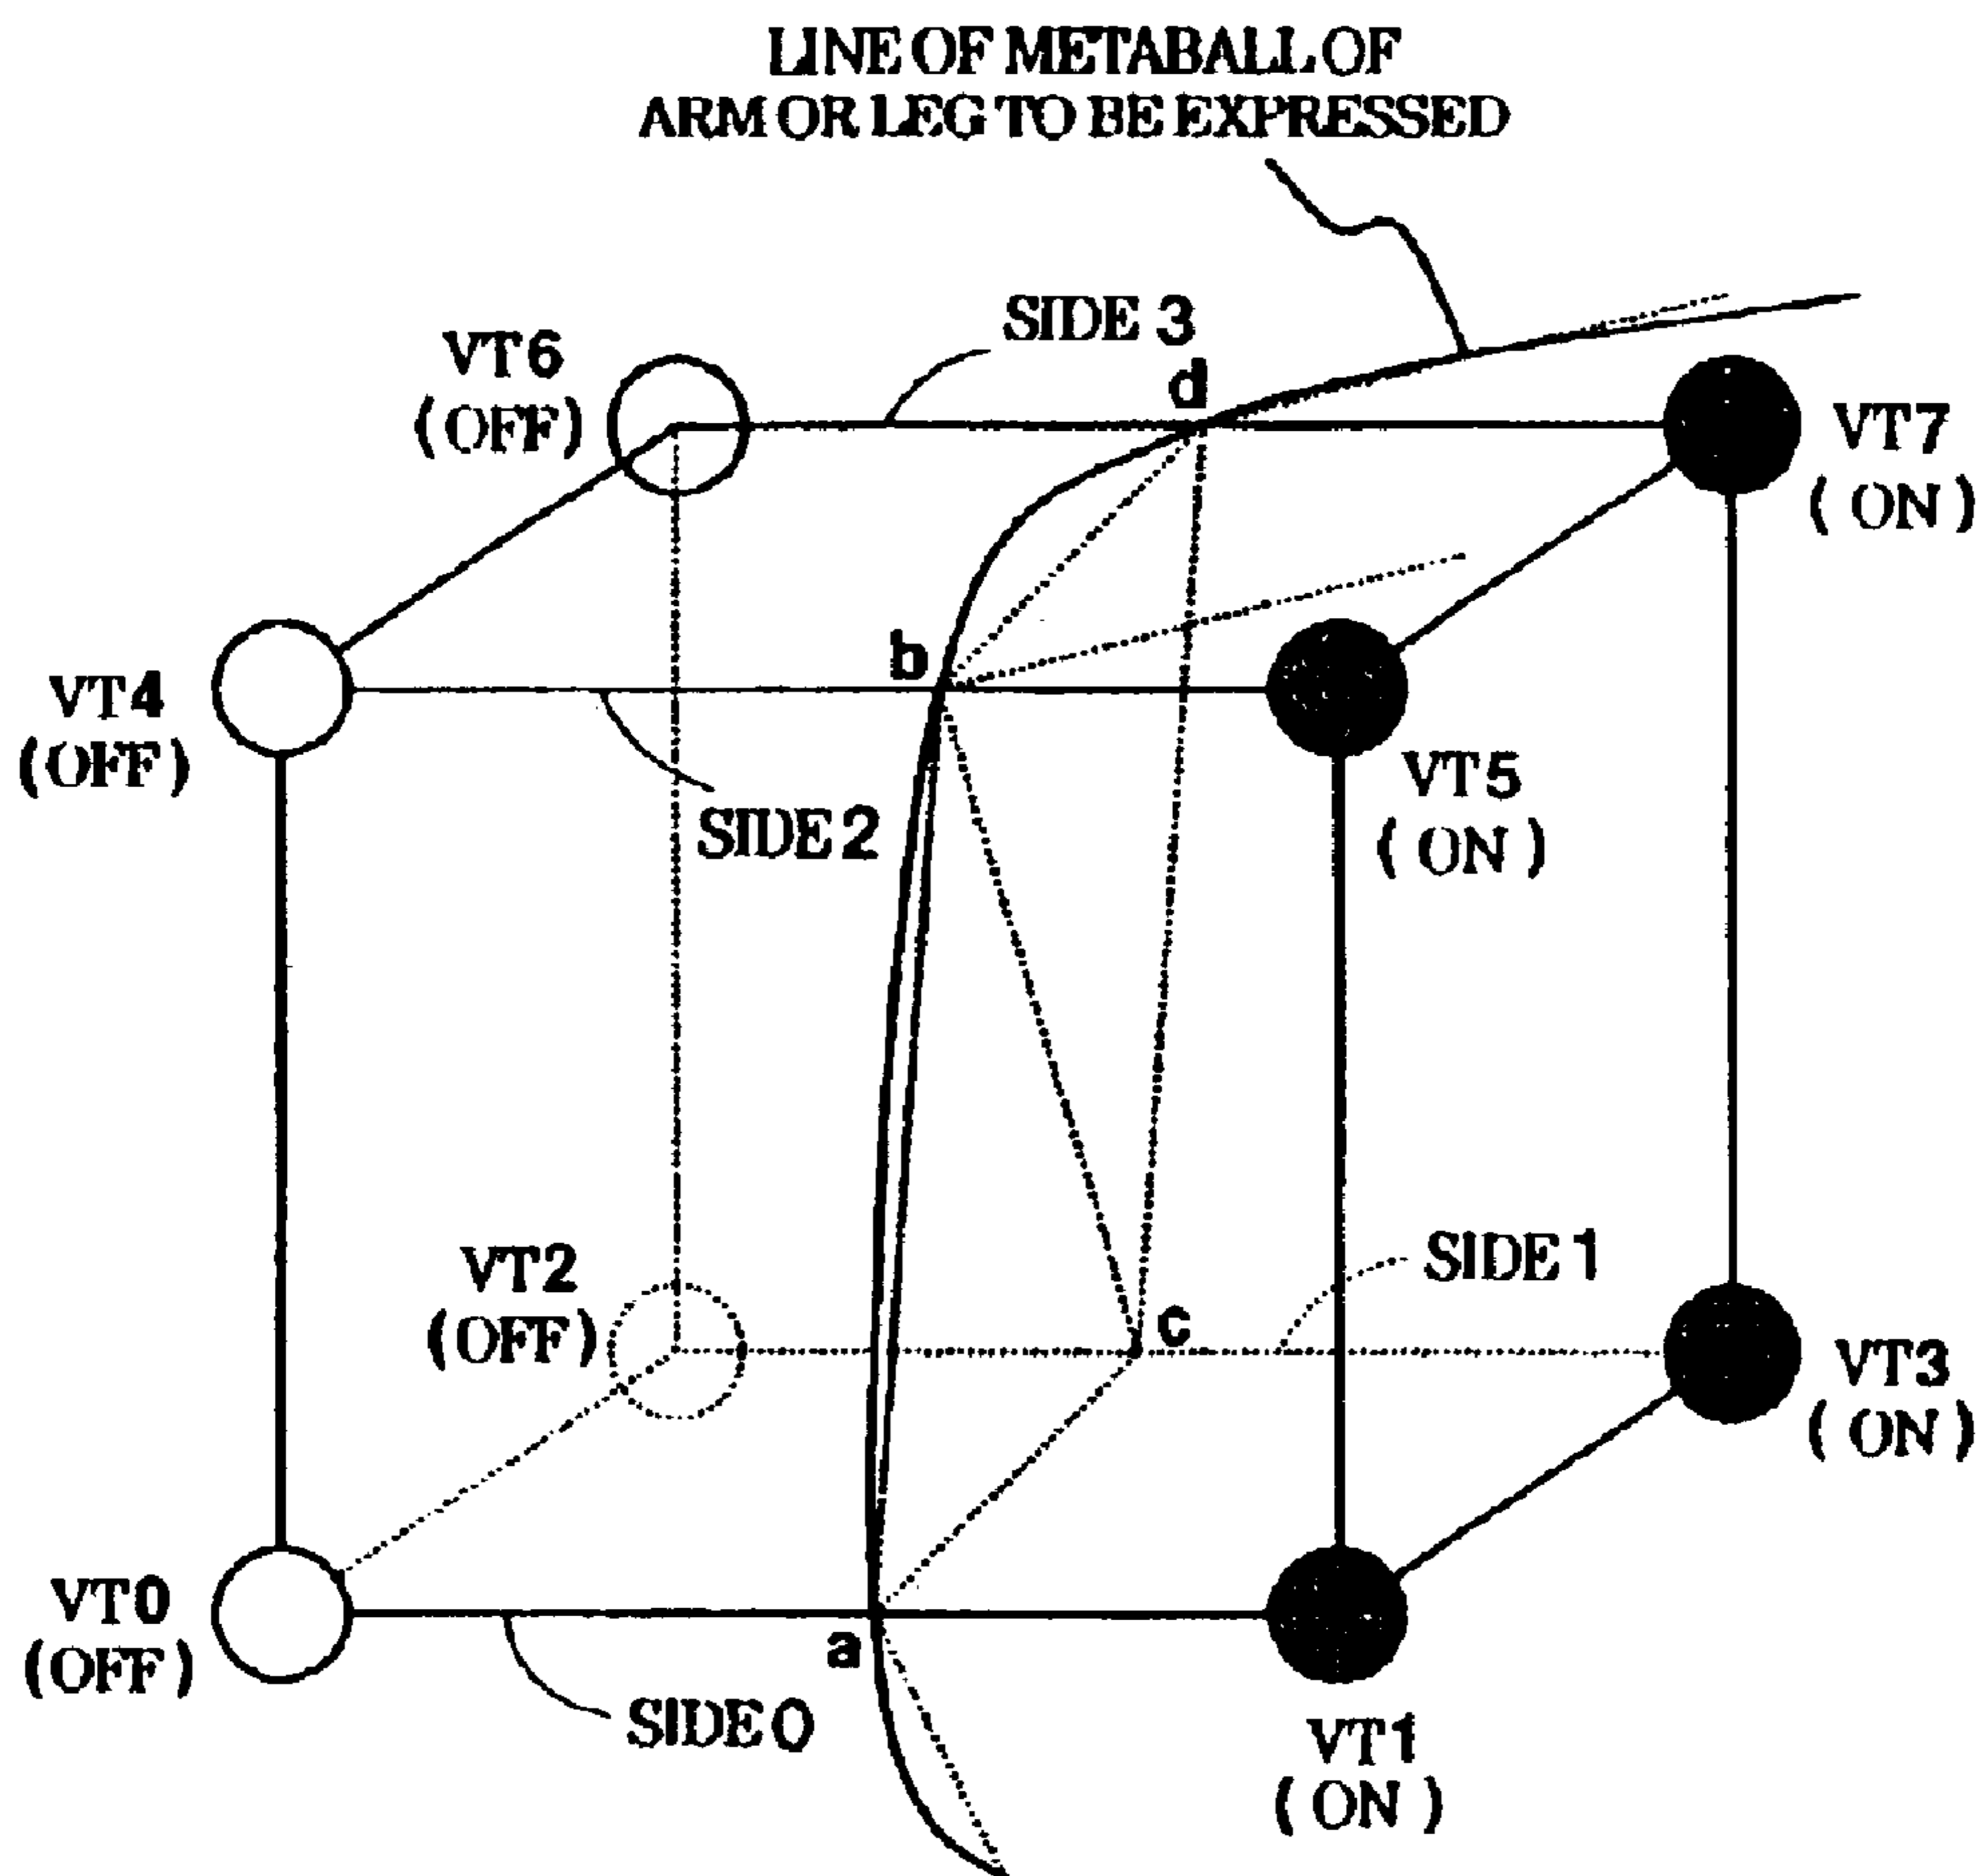 LINE OF METABALL OF
ARM OR LEG TO BE EXPRESSED
SIDE 3
VT6
(OFF)
d
VT7
(ON)
b
VT4
(OFF)
VT5
(ON)
SIDE 2
SIDE 1
VT2
(OFF)
c
VT3
(ON)
VT0
(OFF)
a
SIDE 0
VT1
(ON)